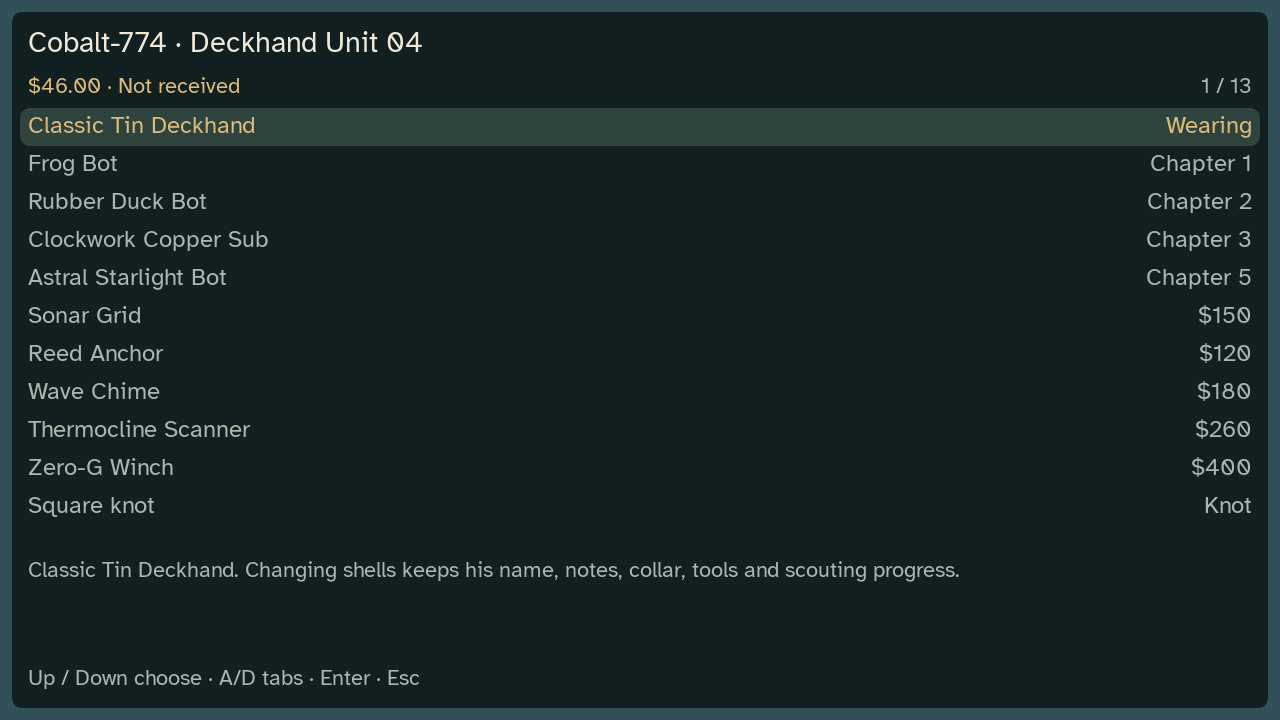 Cobalt-774 · Deckhand Unit 04
$46.00 · Not received 1 / 13
Classic Tin Deckhand Wearing
Frog Bot Chapter 1
Rubber Duck Bot Chapter 2
Clockwork Copper Sub Chapter 3
Astral Starlight Bot Chapter 5
Sonar Grid $150
Reed Anchor $120
Wave Chime $180
Thermocline Scanner $260
Zero-G Winch $400
Square knot Knot
Classic Tin Deckhand. Changing shells keeps his name, notes, collar, tools and scouting progress.
Up / Down choose · A/D tabs · Enter · Esc